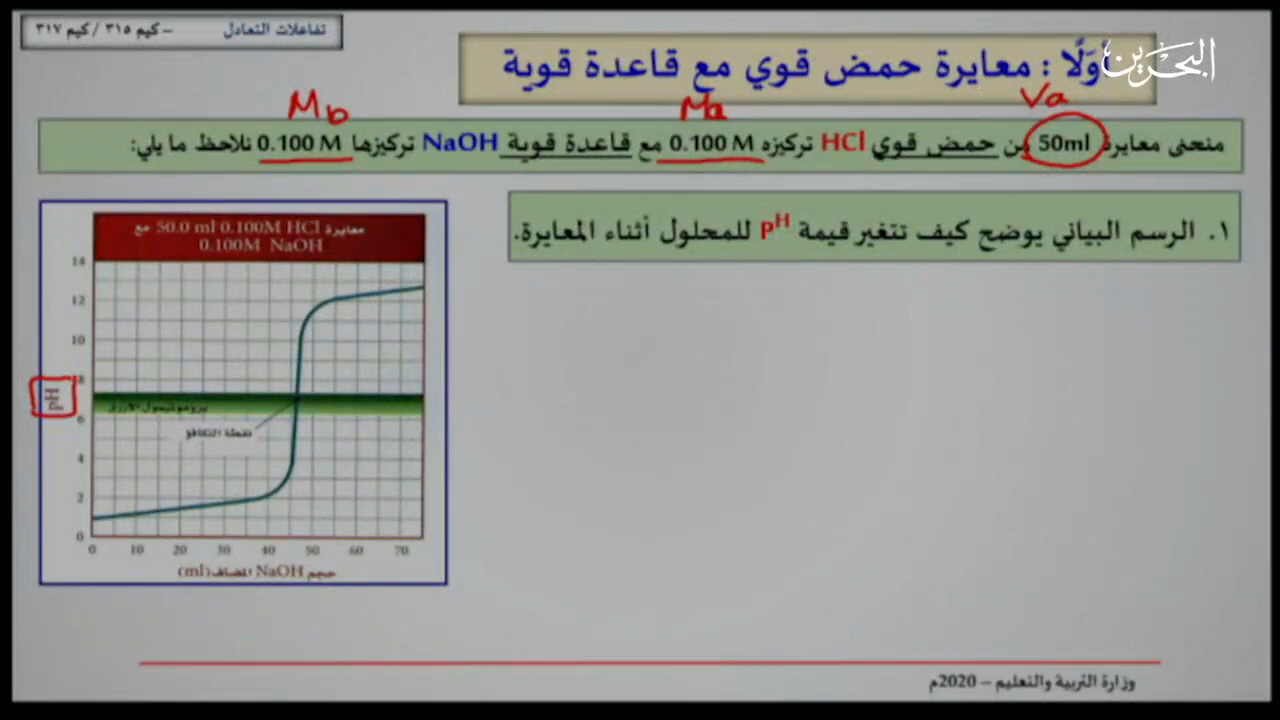 تفاعلات التعادل – كيم ٣١٥ / كيم ٣١٧
البحرين
أوَلًا : معايرة حمض قوي مع قاعدة قوية
Mb Ma Va
منحنى معايرة 50ml من حمض قوي HCl تركيزه 0.100 M مع قاعدة قوية NaOH تركيزها 0.100 M نلاحظ ما يلي:
١. الرسم البياني يوضح كيف تتغير قيمة PH للمحلول أثناء المعايرة.
معايرة 50.0 ml 0.100M HCl مع
0.100M NaOH
14
12
10
8
pH
بروموثيمول الأزرق
6
نقطة التكافؤ
4
2
0
0 10 20 30 40 50 60 70
حجم NaOH المضاف (ml)
وزارة التربية والتعليم – 2020م